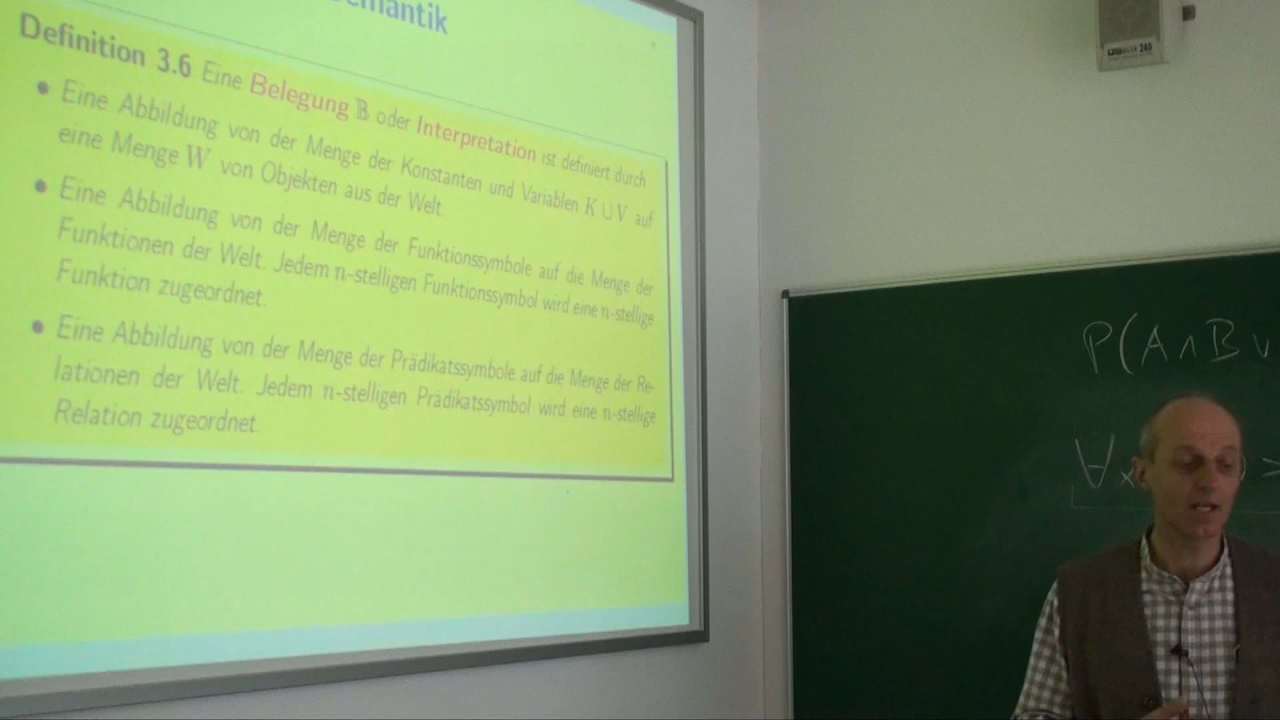 Semantik
Definition 3.6 Eine Belegung 𝔹 oder Interpretation ist definiert durch
• Eine Abbildung von der Menge der Konstanten und Variablen K ∪ V auf
eine Menge W von Objekten aus der Welt.
• Eine Abbildung von der Menge der Funktionssymbole auf die Menge der
Funktionen der Welt. Jedem n-stelligen Funktionssymbol wird eine n-stellige
Funktion zugeordnet.
• Eine Abbildung von der Menge der Prädikatssymbole auf die Menge der Re-
lationen der Welt. Jedem n-stelligen Prädikatssymbol wird eine n-stellige
Relation zugeordnet.
P(A ∧ B ∨
∀x